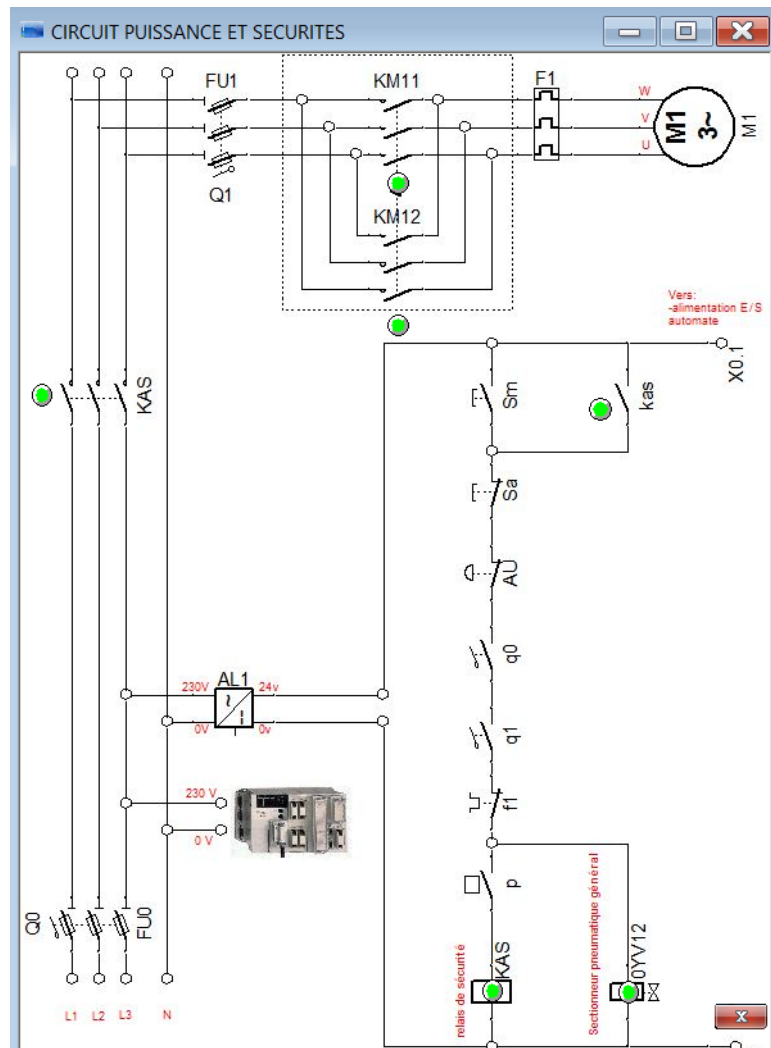 CIRCUIT PUISSANCE ET SECURITES
FU1
Q1
KM11
KM12
F1
W
V
U
M1
3~
M1
Vers:
-alimentation E/S
automate
X0.1
KAS
Sm
kas
Sa
AU
q0
q1
f1
p
AL1
230V
24v
0V
0v
230 V
0 V
Q0
FU0
relais de sécurité
KAS
Sectionneur pneumatique général
0YV12
L1
L2
L3
N